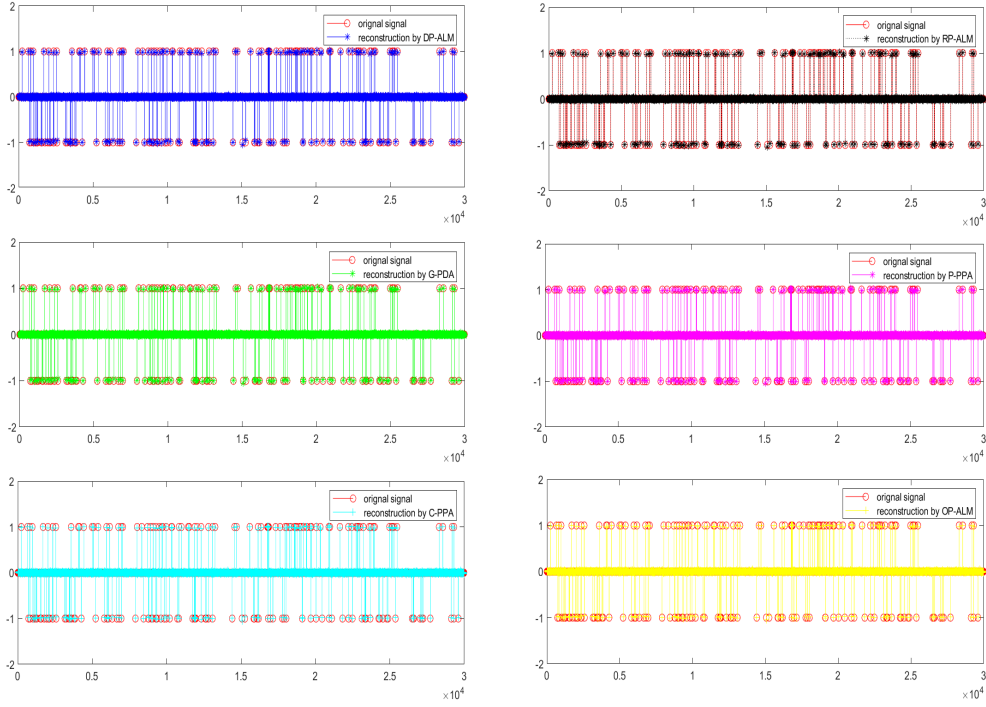 2
orignal signal
reconstruction by DP-ALM
1
0
-1
-2
0 0.5 1 1.5 2 2.5 3
×10^4
2
orignal signal
reconstruction by RP-ALM
1
0
-1
-2
0 0.5 1 1.5 2 2.5 3
×10^4
2
orignal signal
reconstruction by G-PDA
1
0
-1
-2
0 0.5 1 1.5 2 2.5 3
×10^4
2
orignal signal
reconstruction by P-PPA
1
0
-1
-2
0 0.5 1 1.5 2 2.5 3
×10^4
2
orignal signal
reconstruction by C-PPA
1
0
-1
-2
0 0.5 1 1.5 2 2.5 3
×10^4
2
orignal signal
reconstruction by OP-ALM
1
0
-1
-2
0 0.5 1 1.5 2 2.5 3
×10^4